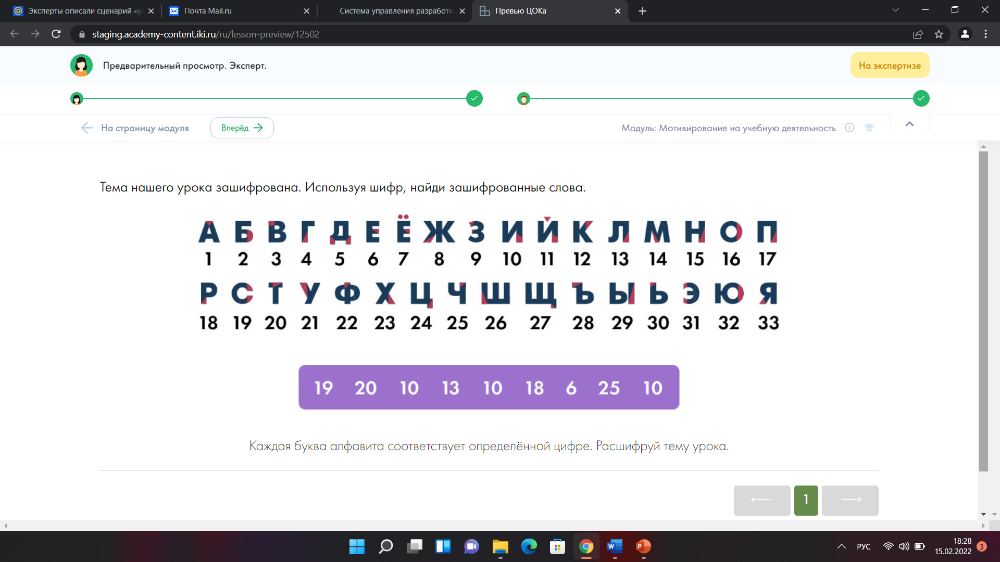 Эксперты описали сценарий «у
Почта Mail.ru
Система управления разработк
Превью ЦОКа
staging.academy-content.iki.ru/ru/lesson-preview/12502
Предварительный просмотр. Эксперт.
На экспертизе
На страницу модуля
Вперёд
Модуль: Мотивирование на учебную деятельность
Тема нашего урока зашифрована. Используя шифр, найди зашифрованные слова.
А Б В Г Д Е Ё Ж З И Й К Л М Н О П
1 2 3 4 5 6 7 8 9 10 11 12 13 14 15 16 17
Р С Т У Ф Х Ц Ч Ш Щ Ъ Ы Ь Э Ю Я
18 19 20 21 22 23 24 25 26 27 28 29 30 31 32 33
19 20 10 13 10 18 6 25 10
Каждая буква алфавита соответствует определённой цифре. Расшифруй тему урока.
1
РУС
18:28
15.02.2022
3